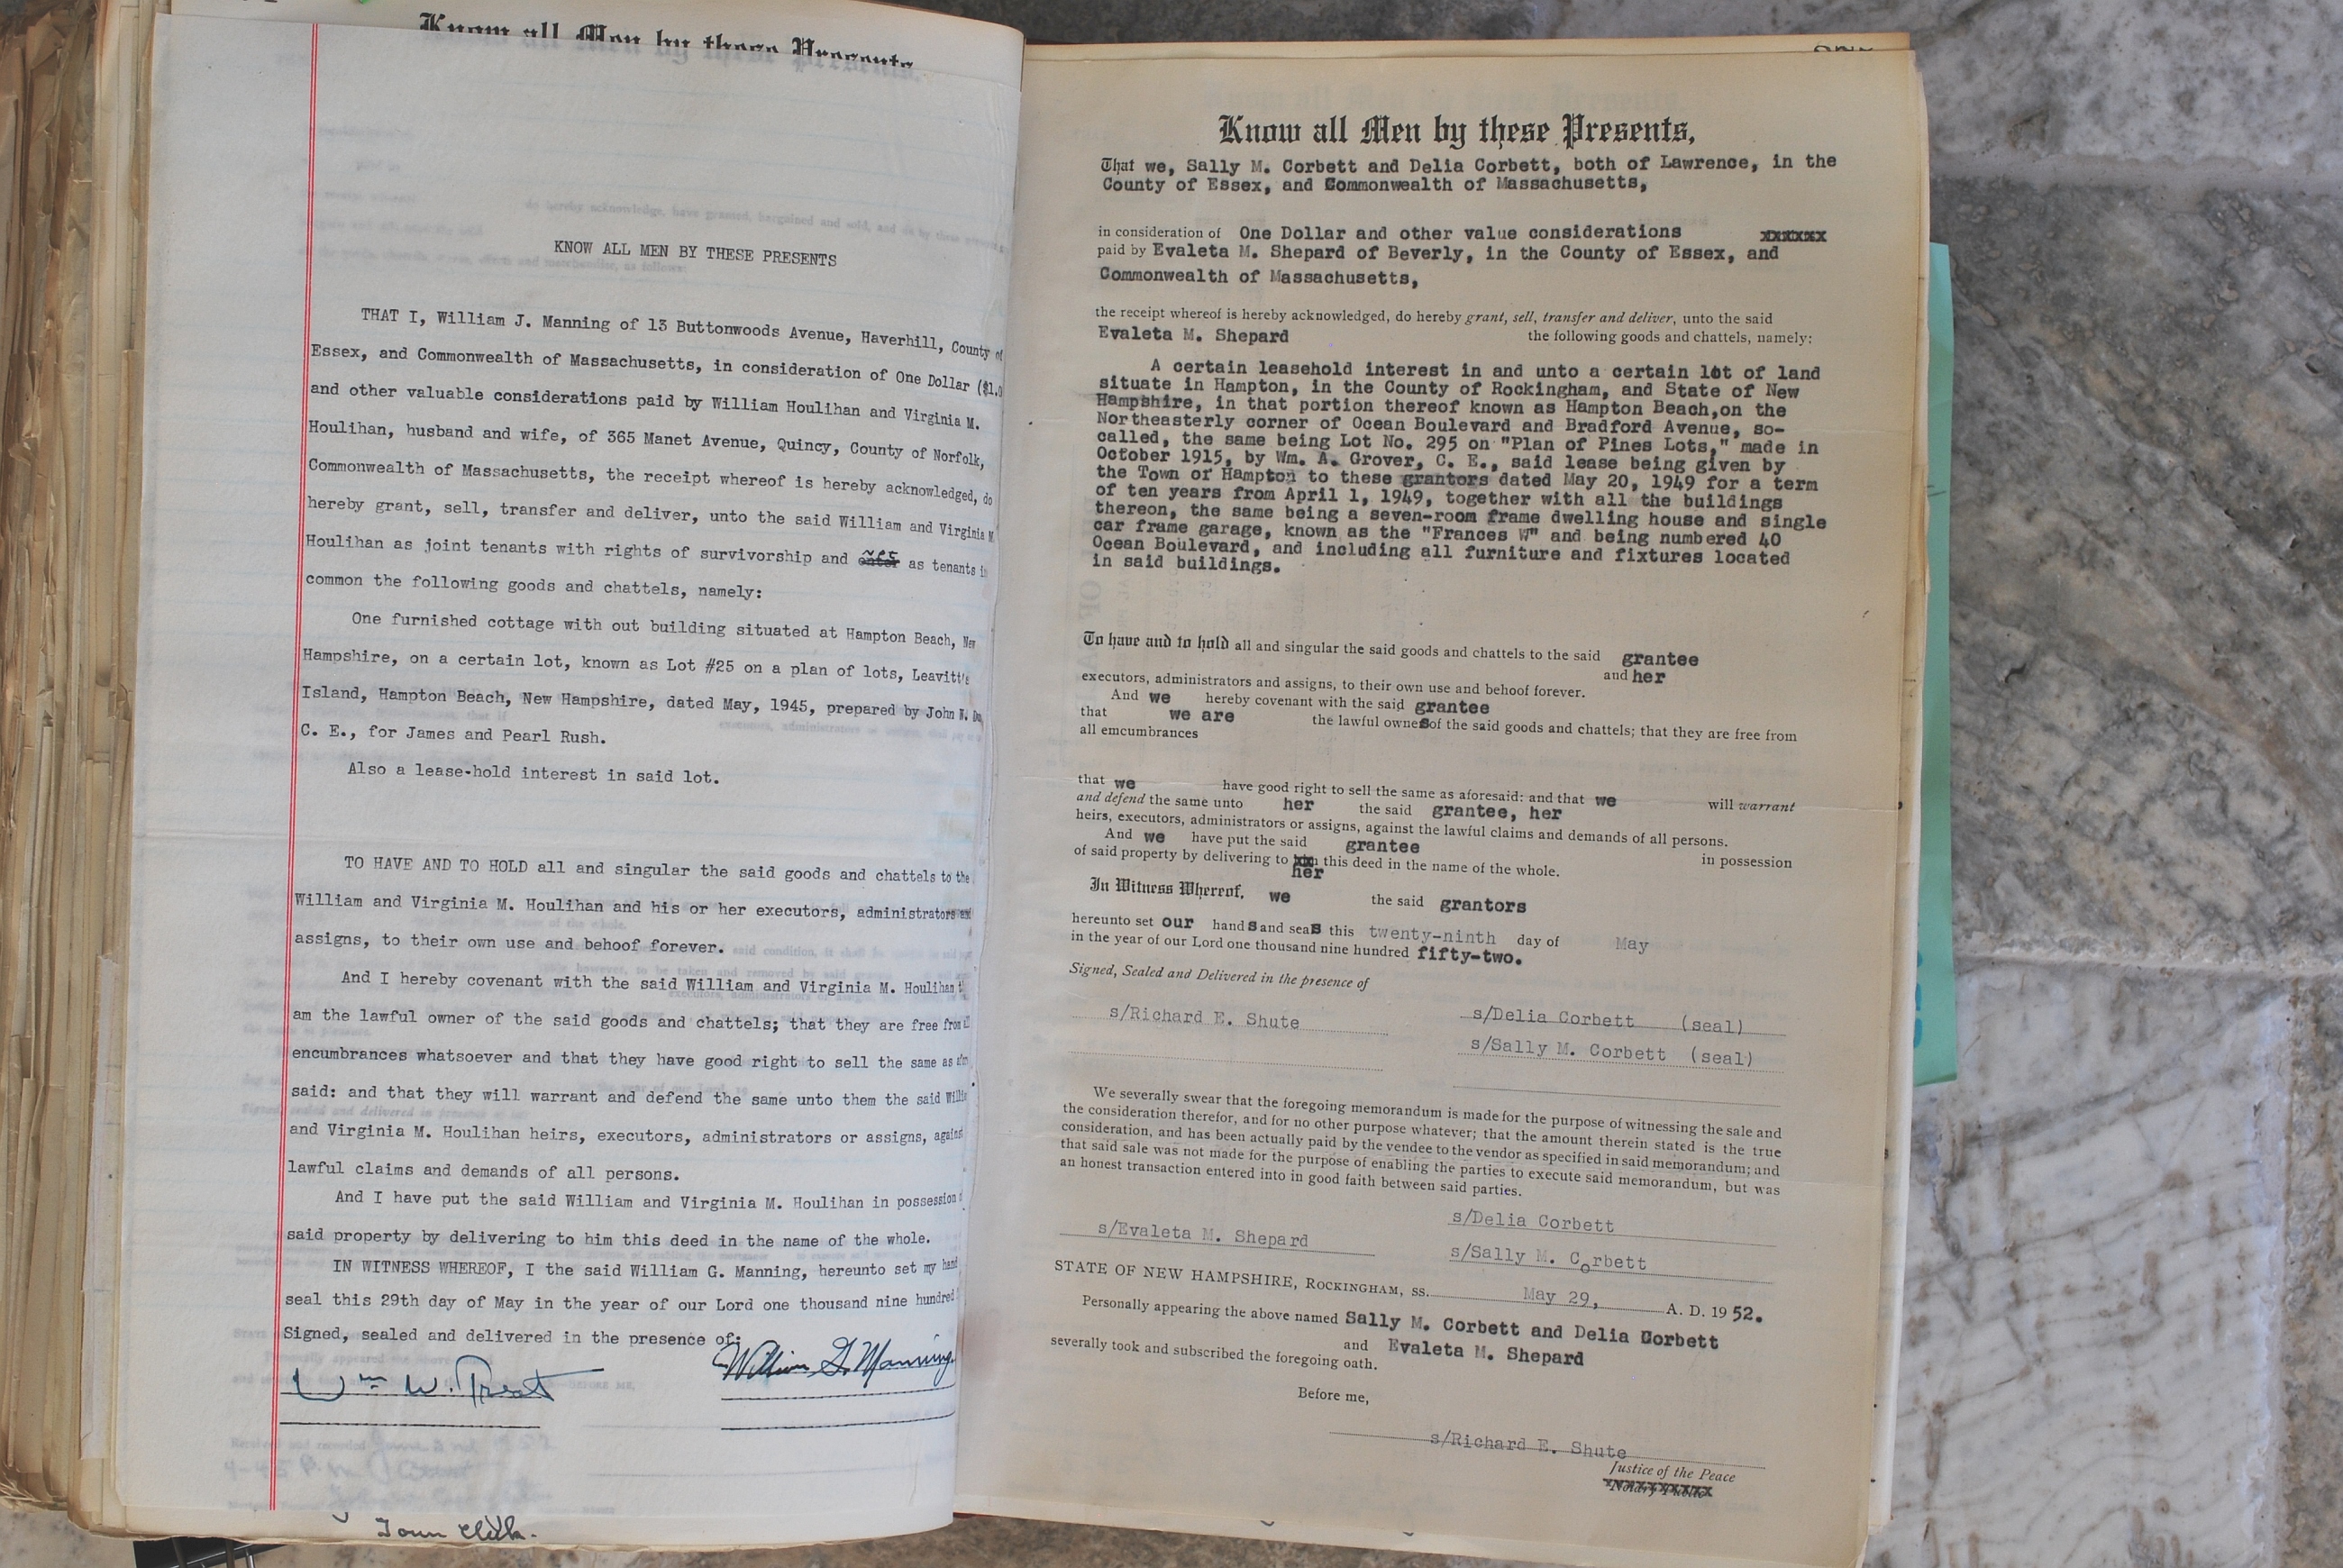 Know all Men by these Presents,
KNOW ALL MEN BY THESE PRESENTS
THAT I, William J. Manning of 13 Buttonwoods Avenue, Haverhill, County of
Essex, and Commonwealth of Massachusetts, in consideration of One Dollar ($1.0
and other valuable considerations paid by William Houlihan and Virginia M.
Houlihan, husband and wife, of 365 Manet Avenue, Quincy, County of Norfolk,
Commonwealth of Massachusetts, the receipt whereof is hereby acknowledged, do
hereby grant, sell, transfer and deliver, unto the said William and Virginia M
Houlihan as joint tenants with rights of survivorship and as tenants in
common the following goods and chattels, namely:
One furnished cottage with out building situated at Hampton Beach, New
Hampshire, on a certain lot, known as Lot #25 on a plan of lots, Leavitt's
Island, Hampton Beach, New Hampshire, dated May, 1945, prepared by John W.
C. E., for James and Pearl Rush.
Also a lease-hold interest in said lot.
TO HAVE AND TO HOLD all and singular the said goods and chattels to the
William and Virginia M. Houlihan and his or her executors, administrators and
assigns, to their own use and behoof forever.
And I hereby covenant with the said William and Virginia M. Houlihan
am the lawful owner of the said goods and chattels; that they are free from all
encumbrances whatsoever and that they have good right to sell the same as afore
said: and that they will warrant and defend the same unto them the said William
and Virginia M. Houlihan heirs, executors, administrators or assigns, against
lawful claims and demands of all persons.
And I have put the said William and Virginia M. Houlihan in possession
said property by delivering to him this deed in the name of the whole.
IN WITNESS WHEREOF, I the said William G. Manning, hereunto set my hand
seal this 29th day of May in the year of our Lord one thousand nine hundred
Signed, sealed and delivered in the presence of:
Wm W. Treat William G. Manning
Town Clerk.
Know all Men by these Presents,
That we, Sally M. Corbett and Delia Corbett, both of Lawrence, in the
County of Essex, and Commonwealth of Massachusetts,
in consideration of One Dollar and other value considerations xxxxxx
paid by Evaleta M. Shepard of Beverly, in the County of Essex, and
Commonwealth of Massachusetts,
the receipt whereof is hereby acknowledged, do hereby grant, sell, transfer and deliver, unto the said
Evaleta M. Shepard the following goods and chattels, namely:
A certain leasehold interest in and unto a certain lot of land
situate in Hampton, in the County of Rockingham, and State of New
Hampshire, in that portion thereof known as Hampton Beach,on the
Northeasterly corner of Ocean Boulevard and Bradford Avenue, so-
called, the same being Lot No. 295 on "Plan of Pines Lots," made in
October 1915, by Wm. A. Grover, C. E., said lease being given by
the Town of Hampton to these grantors dated May 20, 1949 for a term
of ten years from April 1, 1949, together with all the buildings
thereon, the same being a seven-room frame dwelling house and single
car frame garage, known as the "Frances W" and being numbered 40
Ocean Boulevard, and including all furniture and fixtures located
in said buildings.
To have and to hold all and singular the said goods and chattels to the said grantee
and her
executors, administrators and assigns, to their own use and behoof forever.
And we hereby covenant with the said grantee
that we are the lawful ownesof the said goods and chattels; that they are free from
all emcumbrances
that we have good right to sell the same as aforesaid: and that we will warrant
and defend the same unto her the said grantee, her
heirs, executors, administrators or assigns, against the lawful claims and demands of all persons.
And we have put the said grantee in possession
of said property by delivering to this deed in the name of the whole.
her
In Witness Whereof, we the said grantors
hereunto set our hands and seas this twenty-ninth day of May
in the year of our Lord one thousand nine hundred fifty-two.
Signed, Sealed and Delivered in the presence of
s/Richard E. Shute s/Delia Corbett (seal)
s/Sally M. Corbett (seal)
We severally swear that the foregoing memorandum is made for the purpose of witnessing the sale and
the consideration therefor, and for no other purpose whatever; that the amount therein stated is the true
consideration, and has been actually paid by the vendee to the vendor as specified in said memorandum; and
that said sale was not made for the purpose of enabling the parties to execute said memorandum, but was
an honest transaction entered into in good faith between said parties.
s/Delia Corbett
s/Evaleta M. Shepard
s/Sally M. Corbett
STATE OF NEW HAMPSHIRE, ROCKINGHAM, ss. May 29, A. D. 1952.
Personally appearing the above named Sally M. Corbett and Delia Corbett
and Evaleta M. Shepard
severally took and subscribed the foregoing oath.
Before me,
s/Richard E. Shute
Justice of the Peace
Notary Public